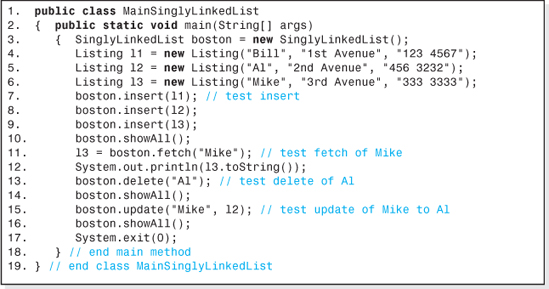 1. public class MainSinglyLinkedList
2. { public static void main(String[] args)
3. { SinglyLinkedList boston = new SinglyLinkedList();
4. Listing l1 = new Listing("Bill", "1st Avenue", "123 4567");
5. Listing l2 = new Listing("Al", "2nd Avenue", "456 3232");
6. Listing l3 = new Listing("Mike", "3rd Avenue", "333 3333");
7. boston.insert(l1); // test insert
8. boston.insert(l2);
9. boston.insert(l3);
10. boston.showAll();
11. l3 = boston.fetch("Mike"); // test fetch of Mike
12. System.out.println(l3.toString());
13. boston.delete("Al"); // test delete of Al
14. boston.showAll();
15. boston.update("Mike", l2); // test update of Mike to Al
16. boston.showAll();
17. System.exit(0);
18. } // end main method
19. } // end class MainSinglyLinkedList